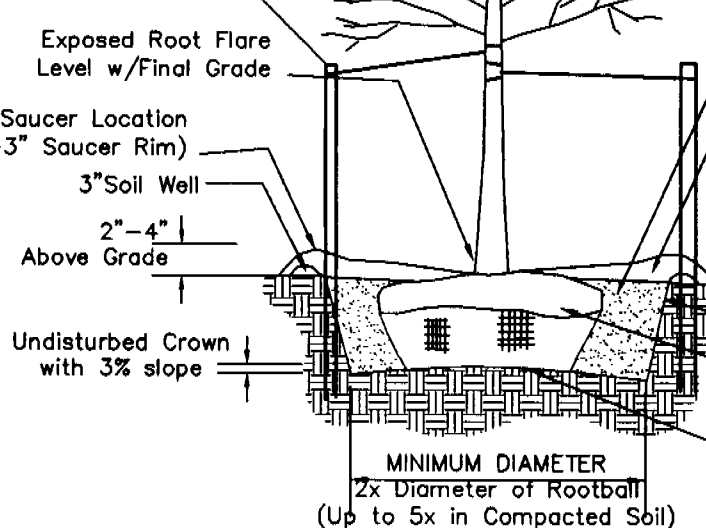 Exposed Root Flare
Level w/Final Grade
Saucer Location
3" Saucer Rim)
3"Soil Well
2"-4"
Above Grade
Undisturbed Crown
with 3% slope
MINIMUM DIAMETER
2x Diameter of Rootball
(Up to 5x in Compacted Soil)